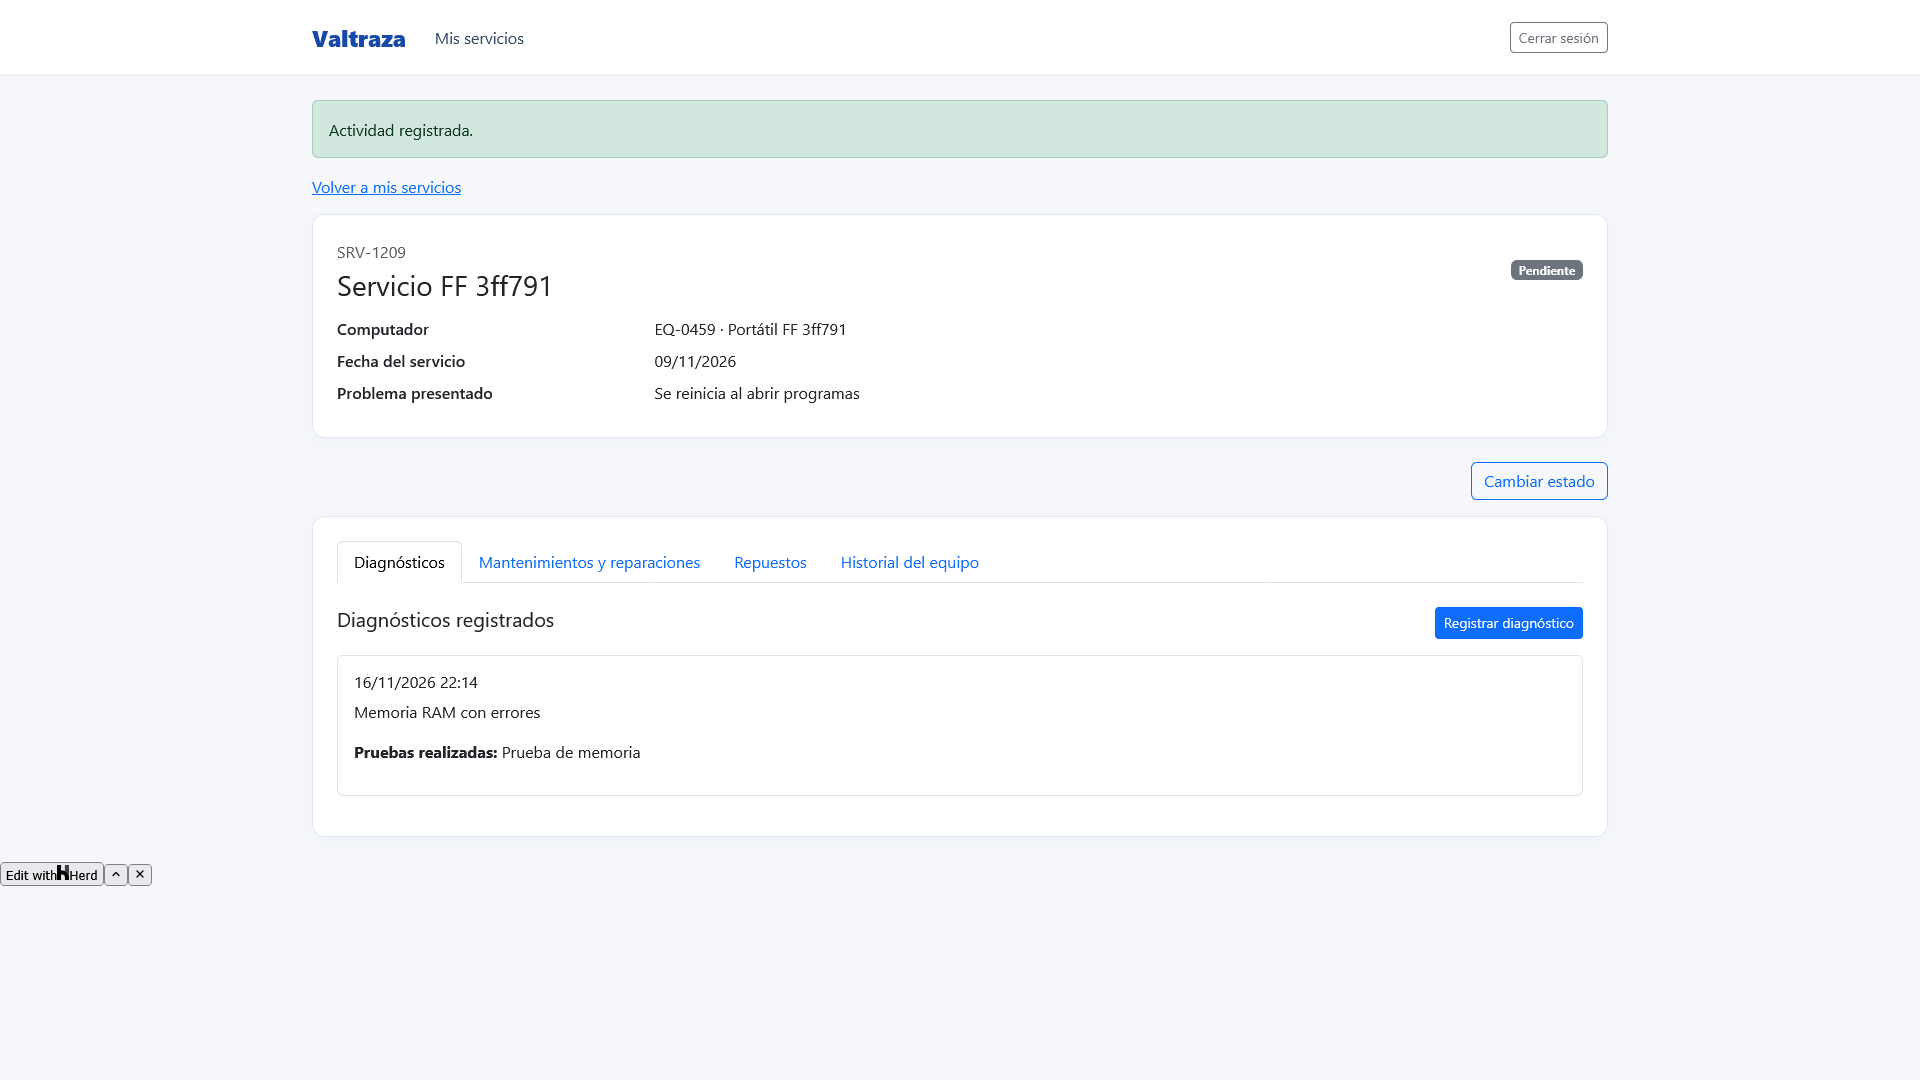 Valtraza
Mis servicios
Cerrar sesión
Actividad registrada.
Volver a mis servicios
SRV-1209
Servicio FF 3ff791
Pendiente
Computador
EQ-0459 · Portátil FF 3ff791
Fecha del servicio
09/11/2026
Problema presentado
Se reinicia al abrir programas
Cambiar estado
Diagnósticos
Mantenimientos y reparaciones
Repuestos
Historial del equipo
Diagnósticos registrados
Registrar diagnóstico
16/11/2026 22:14
Memoria RAM con errores
Pruebas realizadas: Prueba de memoria
Edit with Herd